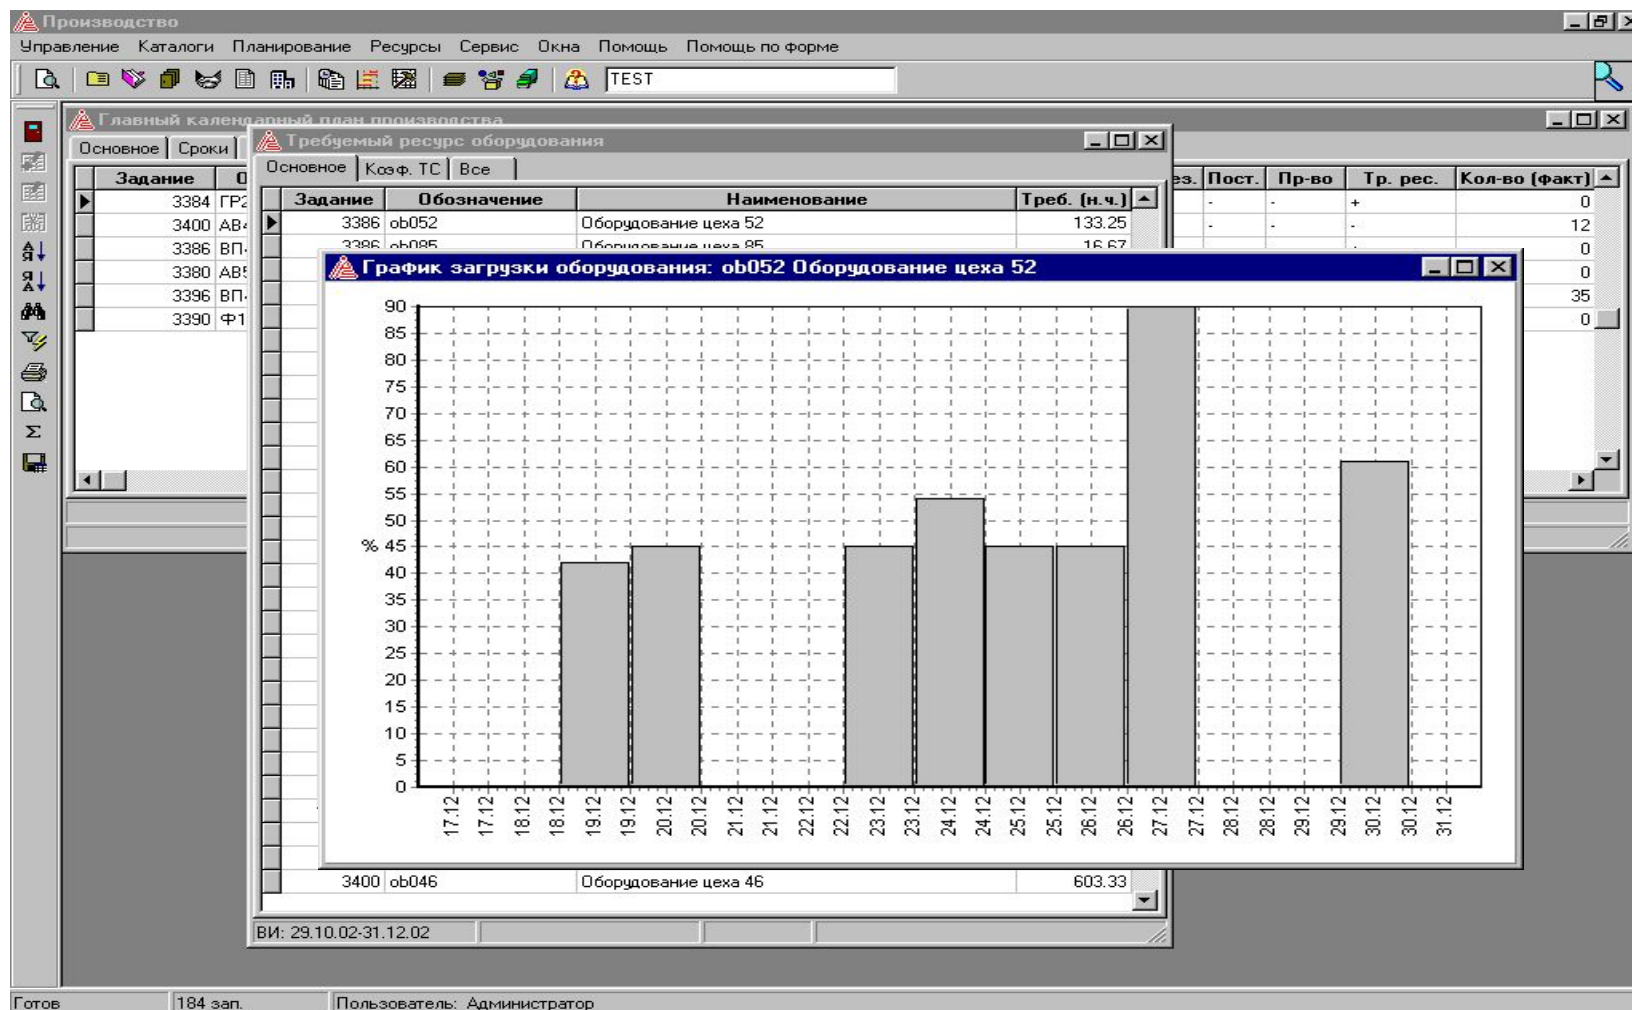 Производство
Управление Каталоги Планирование Ресурсы Сервис Окна Помощь Помощь по форме
TEST
Главный календарный план производства
Основное Сроки
Задание Пост. Пр-во Тр. рес. Кол-во (факт)
3384 ГР2 - - + 0
3400 АВ4 - - - 12
3386 ВП- 0
3380 АВ5 0
3396 ВП- 35
3390 Ф1 0
Требуемый ресурс оборудования
Основное Коэф. ТС Все
Задание Обозначение Наименование Треб. (н.ч.)
3386 ob052 Оборудование цеха 52 133.25
3386 ob085 Оборудование цеха 85 16.67
График загрузки оборудования: ob052 Оборудование цеха 52
90
85
80
75
70
65
60
55
50
% 45
40
35
30
25
20
15
10
5
0
17.12 17.12 18.12 18.12 19.12 19.12 20.12 20.12 21.12 21.12 22.12 22.12 23.12 23.12 24.12 24.12 25.12 25.12 26.12 26.12 27.12 27.12 28.12 28.12 29.12 29.12 30.12 30.12 31.12
3400 ob046 Оборудование цеха 46 603.33
ВИ: 29.10.02-31.12.02
Готов 184 зап. Пользователь: Администратор